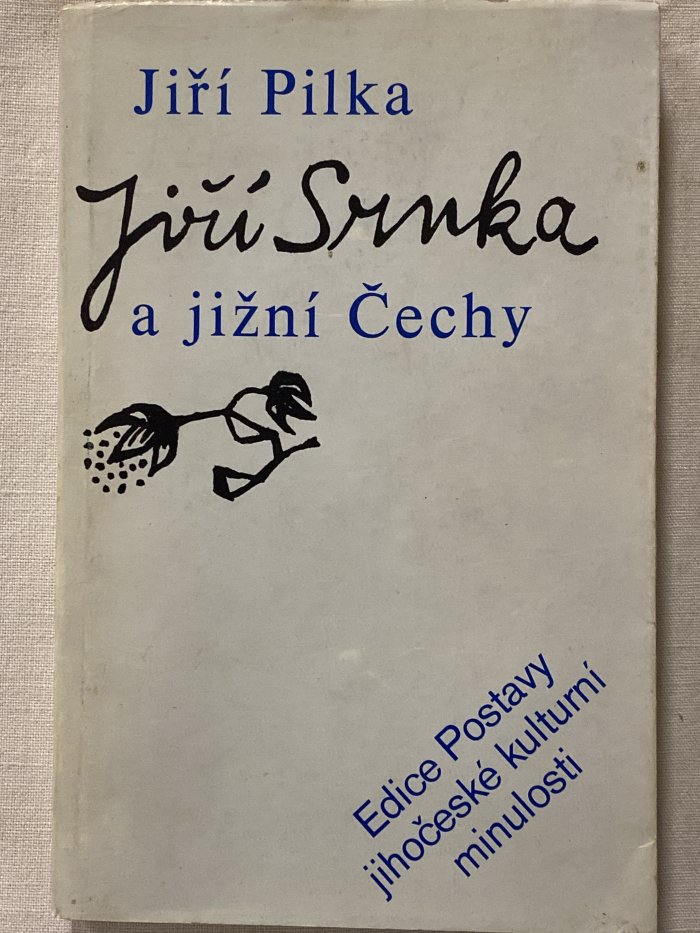 Jiří Pilka
Jiří Srnka
a jižní Čechy
Edice Postavy
jihočeské kulturní
minulosti